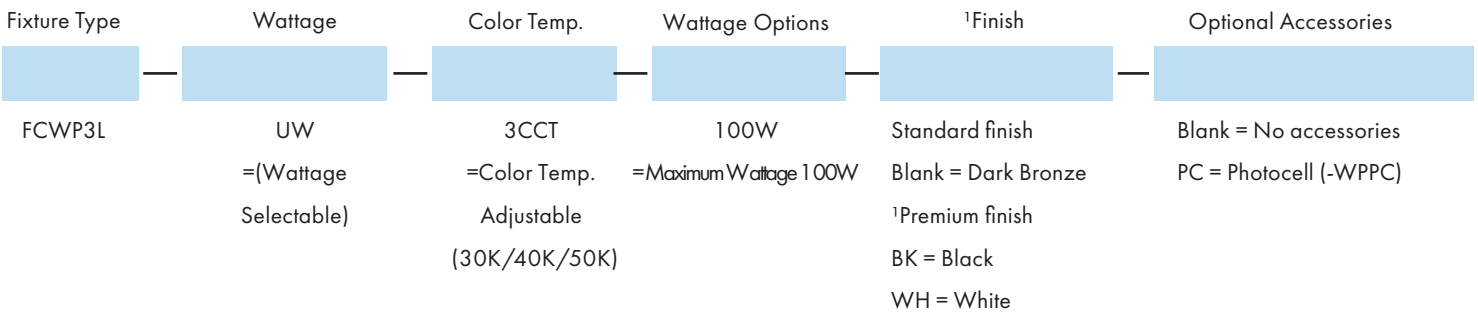 Fixture Type Wattage Color Temp. Wattage Options ¹Finish Optional Accessories
FCWP3L UW 3CCT 100W Standard finish Blank = No accessories
=(Wattage =Color Temp. =Maximum Wattage 100W Blank = Dark Bronze PC = Photocell (-WPPC)
Selectable) Adjustable ¹Premium finish
(30K/40K/50K) BK = Black
WH = White